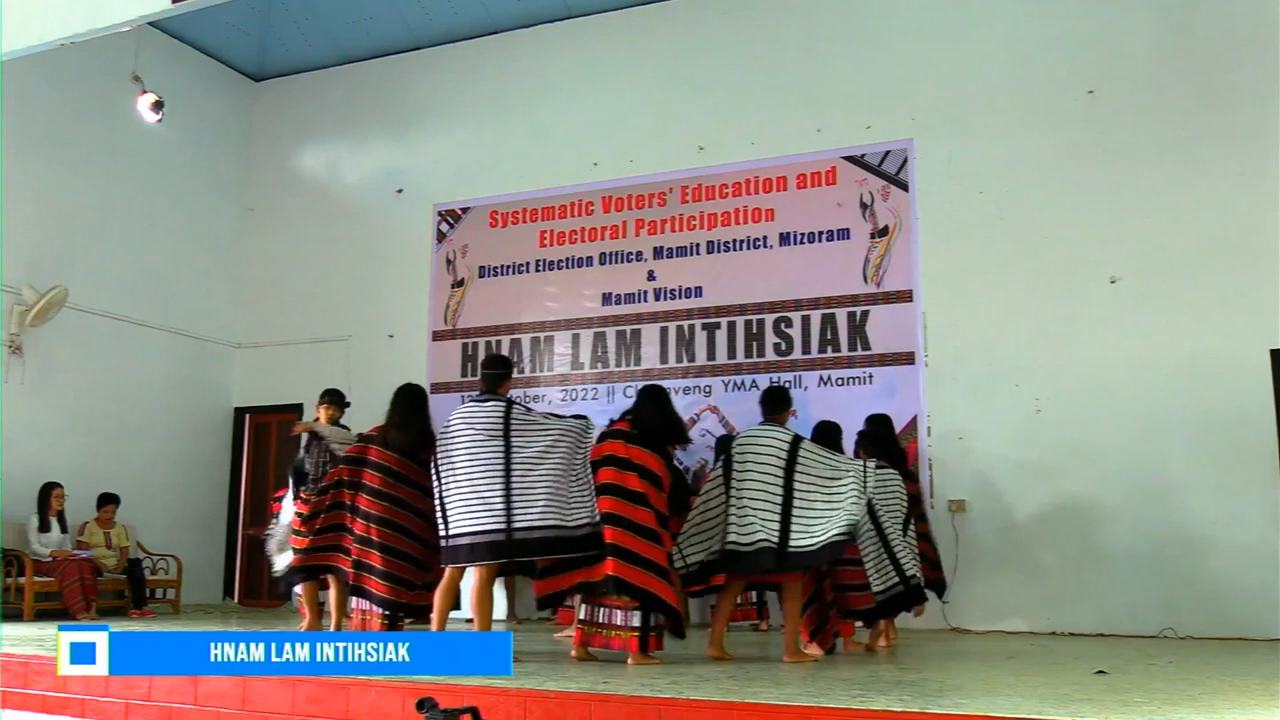 Systematic Voters' Education and
Electoral Participation
District Election Office, Mamit District, Mizoram
&
Mamit Vision
HNAM LAM INTIHSIAK
2022 || YMA Hall, Mamit
HNAM LAM INTIHSIAK